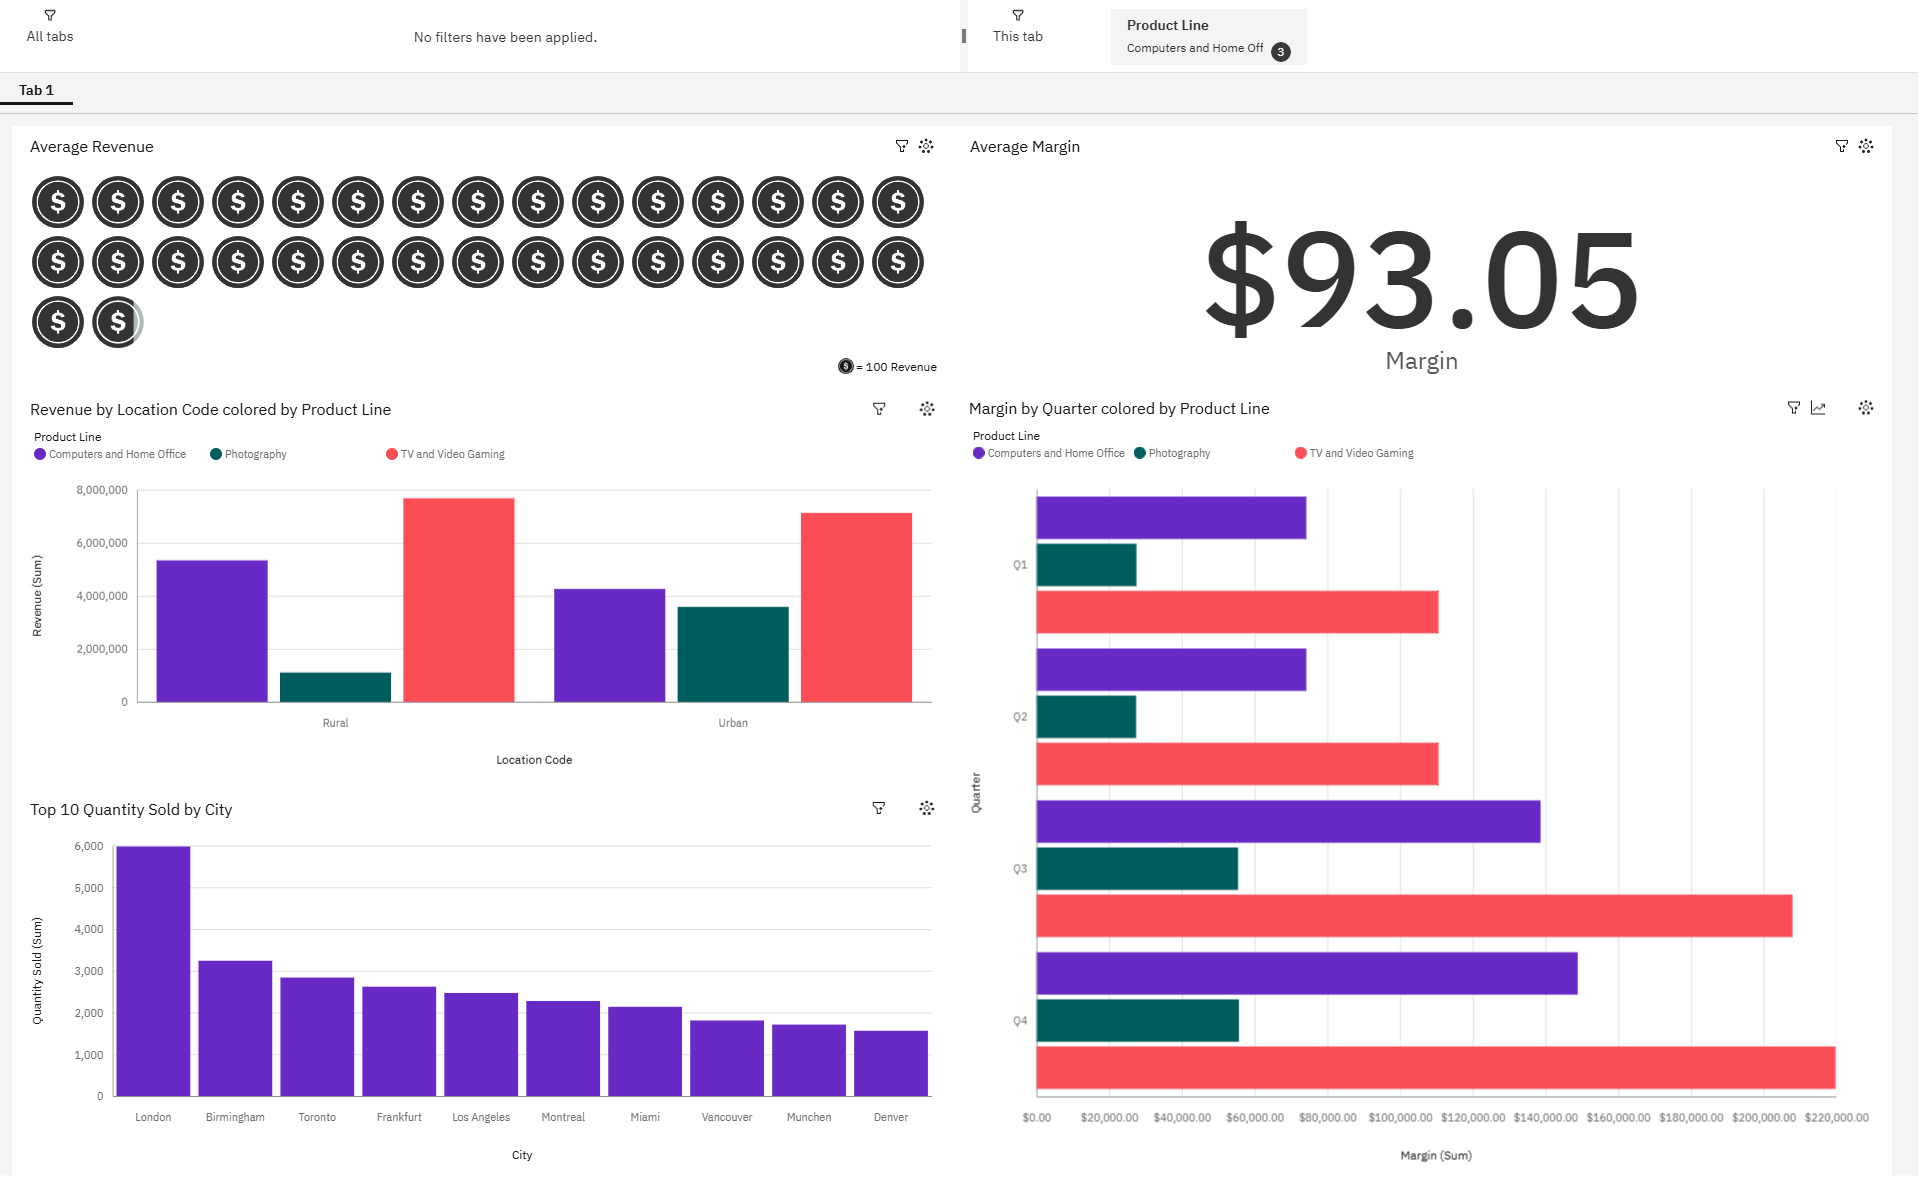 All tabs
No filters have been applied.
This tab
Product Line
Computers and Home Off
3
Tab 1
Average Revenue
$ $ $ $ $ $ $ $ $ $ $ $ $ $ $
$ $ $ $ $ $ $ $ $ $ $ $ $ $ $
$ $
$ = 100 Revenue
Average Margin
$93.05
Margin
Revenue by Location Code colored by Product Line
Product Line
Computers and Home Office Photography TV and Video Gaming
8,000,000
6,000,000
4,000,000
2,000,000
0
Revenue (Sum)
Rural Urban
Location Code
Margin by Quarter colored by Product Line
Product Line
Computers and Home Office Photography TV and Video Gaming
Q1
Q2
Q3
Q4
Quarter
$0.00 $20,000.00 $40,000.00 $60,000.00 $80,000.00 $100,000.00 $120,000.00 $140,000.00 $160,000.00 $180,000.00 $200,000.00 $220,000.00
Margin (Sum)
Top 10 Quantity Sold by City
6,000
5,000
4,000
3,000
2,000
1,000
0
Quantity Sold (Sum)
London Birmingham Toronto Frankfurt Los Angeles Montreal Miami Vancouver Munchen Denver
City